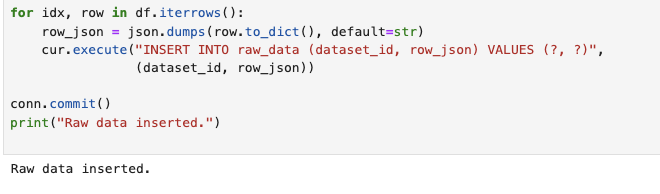 for idx, row in df.iterrows():
    row_json = json.dumps(row.to_dict(), default=str)
    cur.execute("INSERT INTO raw_data (dataset_id, row_json) VALUES (?, ?)",
                (dataset_id, row_json))
conn.commit()
print("Raw data inserted.")
Raw data inserted.